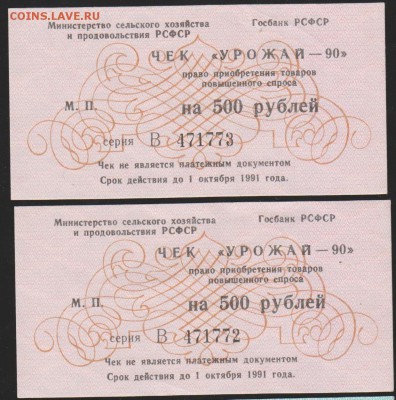 COINS.LAVE.RU
Министерство сельского хозяйства
и продовольствия РСФСР
Госбанк РСФСР
ЧЕК «УРОЖАЙ—90»
право приобретения товаров
повышенного спроса
М. П. на 500 рублей
серия В 471773
Чек не является платежным документом
Срок действия до 1 октября 1991 года.
Министерство сельского хозяйства
и продовольствия РСФСР
Госбанк РСФСР
ЧЕК «УРОЖАЙ—90»
право приобретения товаров
повышенного спроса
М. П. на 500 рублей
серия В 471772
Чек не является платежным документом
Срок действия до 1 октября 1991 года.